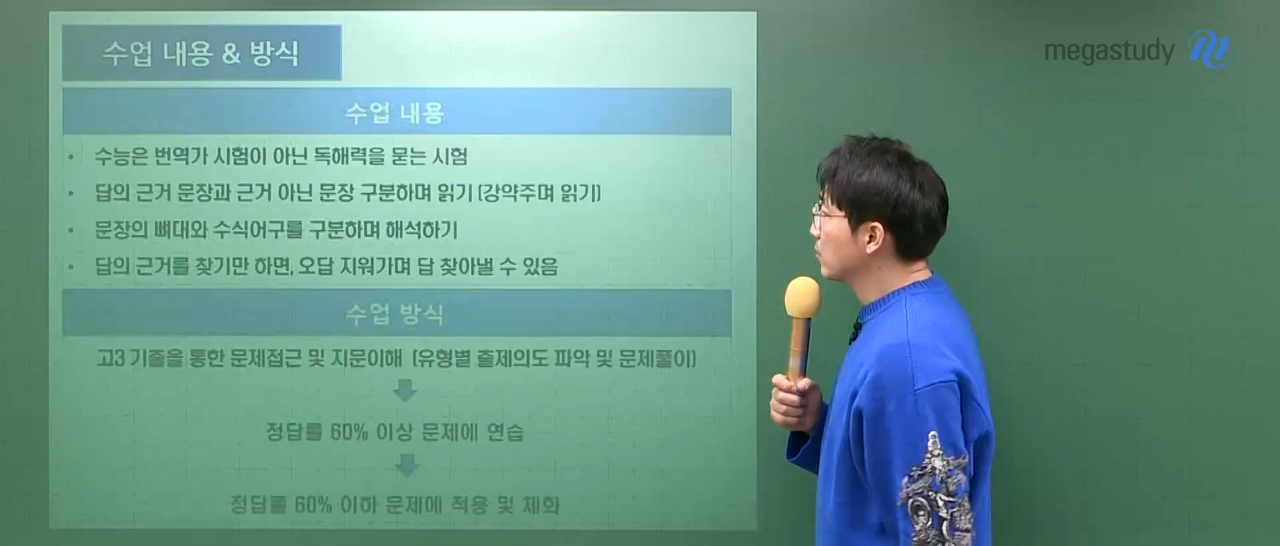 수업 내용 & 방식
megastudy
수업 내용
• 수능은 번역가 시험이 아닌 독해력을 묻는 시험
• 답의 근거 문장과 근거 아닌 문장 구분하며 읽기 (강약주며 읽기)
• 문장의 뼈대와 수식어구를 구분하며 해석하기
• 답의 근거를 찾기만 하면, 오답 지워가며 답 찾아낼 수 있음
수업 방식
고3 기출을 통한 문제접근 및 지문이해 (유형별 출제의도 파악 및 문제풀이)
정답률 60% 이상 문제에 연습
정답률 60% 이하 문제에 적용 및 체화